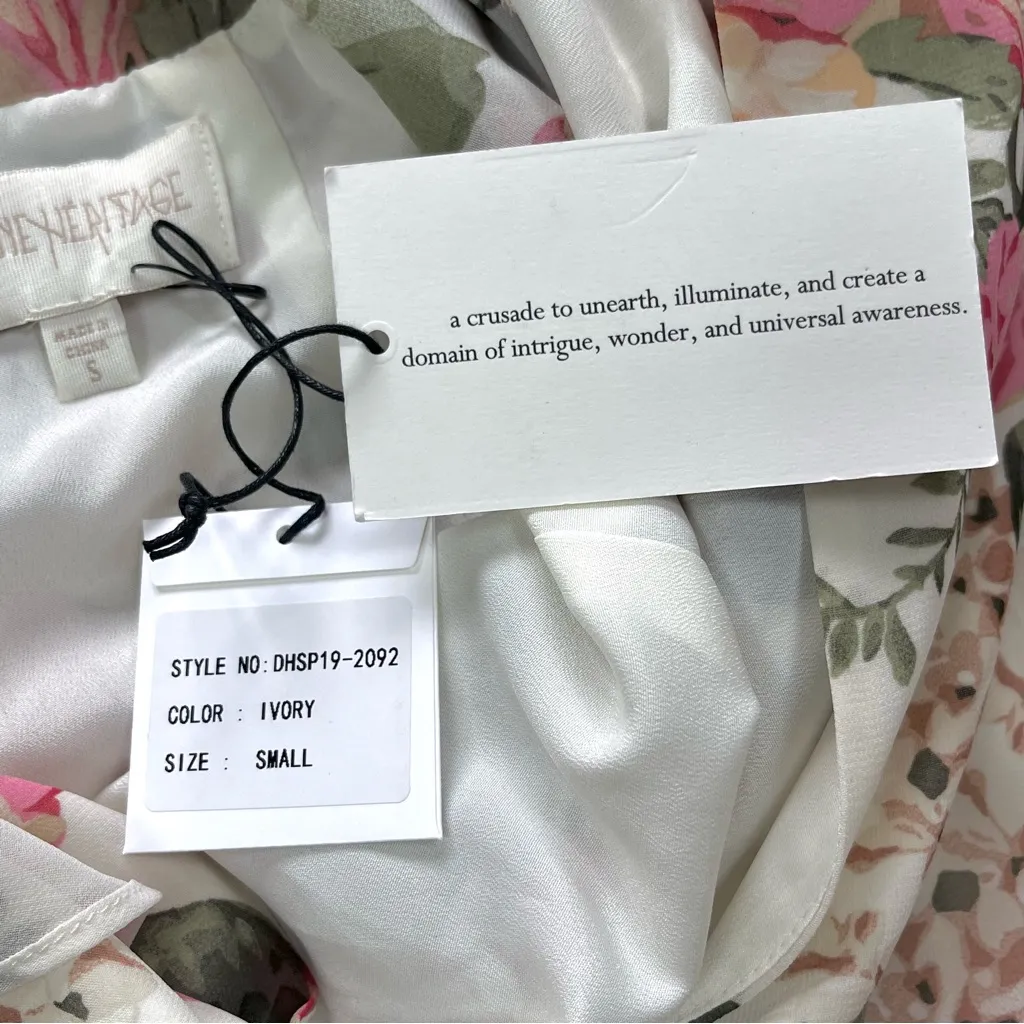 HERITAGE
MADE IN
CHINA
S
a crusade to unearth, illuminate, and create a
domain of intrigue, wonder, and universal awareness.
STYLE NO:DHSP19-2092
COLOR : IVORY
SIZE : SMALL